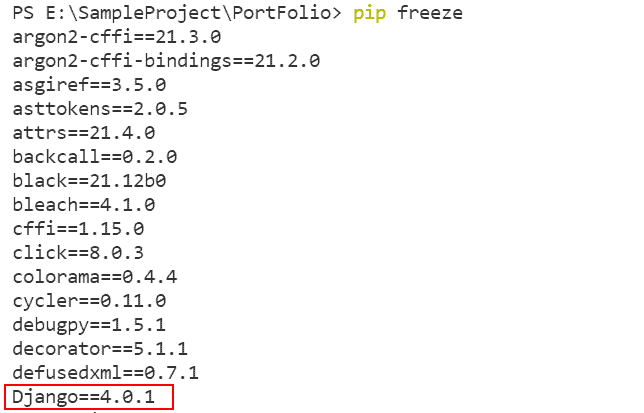 PS E:\SampleProject\PortFolio> pip freeze
argon2-cffi==21.3.0
argon2-cffi-bindings==21.2.0
asgiref==3.5.0
asttokens==2.0.5
attrs==21.4.0
backcall==0.2.0
black==21.12b0
bleach==4.1.0
cffi==1.15.0
click==8.0.3
colorama==0.4.4
cycler==0.11.0
debugpy==1.5.1
decorator==5.1.1
defusedxml==0.7.1
Django==4.0.1